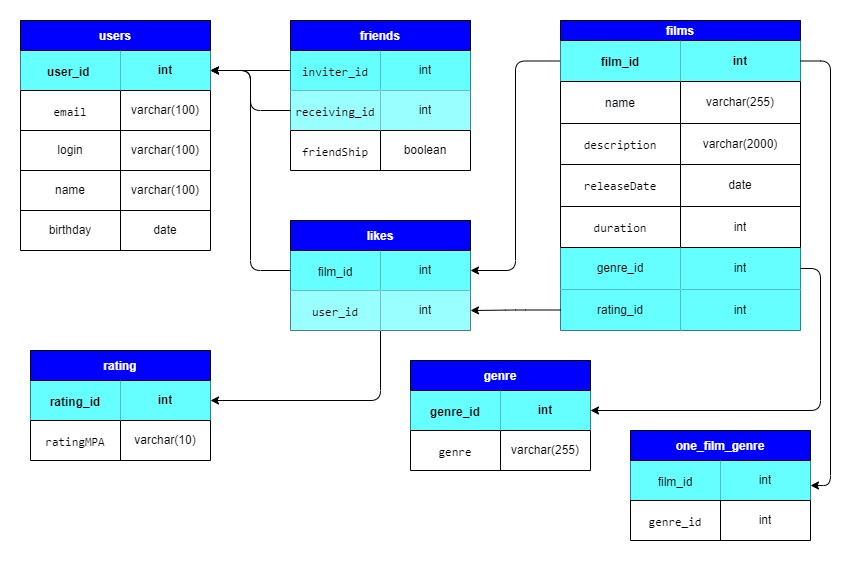 users
user_id int
email varchar(100)
login varchar(100)
name varchar(100)
birthday date
friends
inviter_id int
receiving_id int
friendShip boolean
films
film_id int
name varchar(255)
description varchar(2000)
releaseDate date
duration int
genre_id int
rating_id int
likes
film_id int
user_id int
rating
rating_id int
ratingMPA varchar(10)
genre
genre_id int
genre varchar(255)
one_film_genre
film_id int
genre_id int